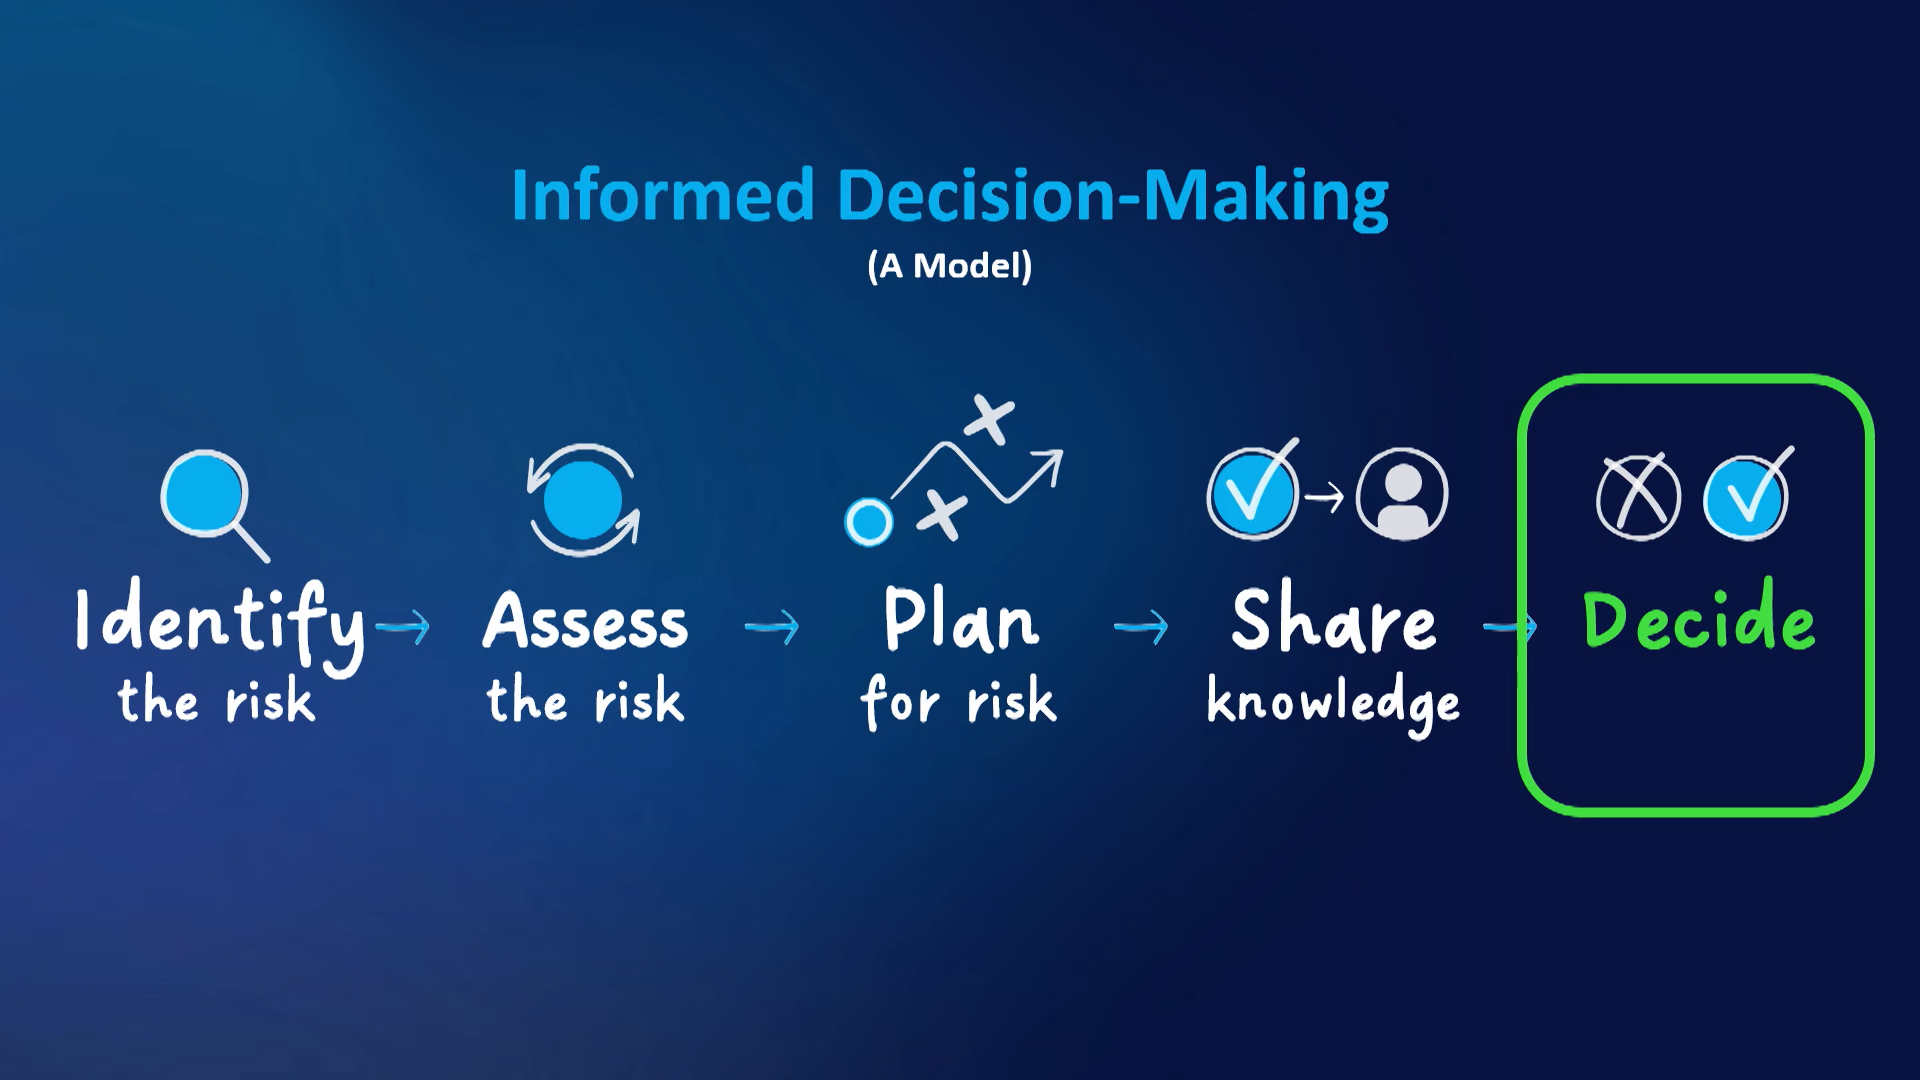 Informed Decision-Making
(A Model)
Identify
the risk
Assess
the risk
Plan
for risk
Share
knowledge
Decide